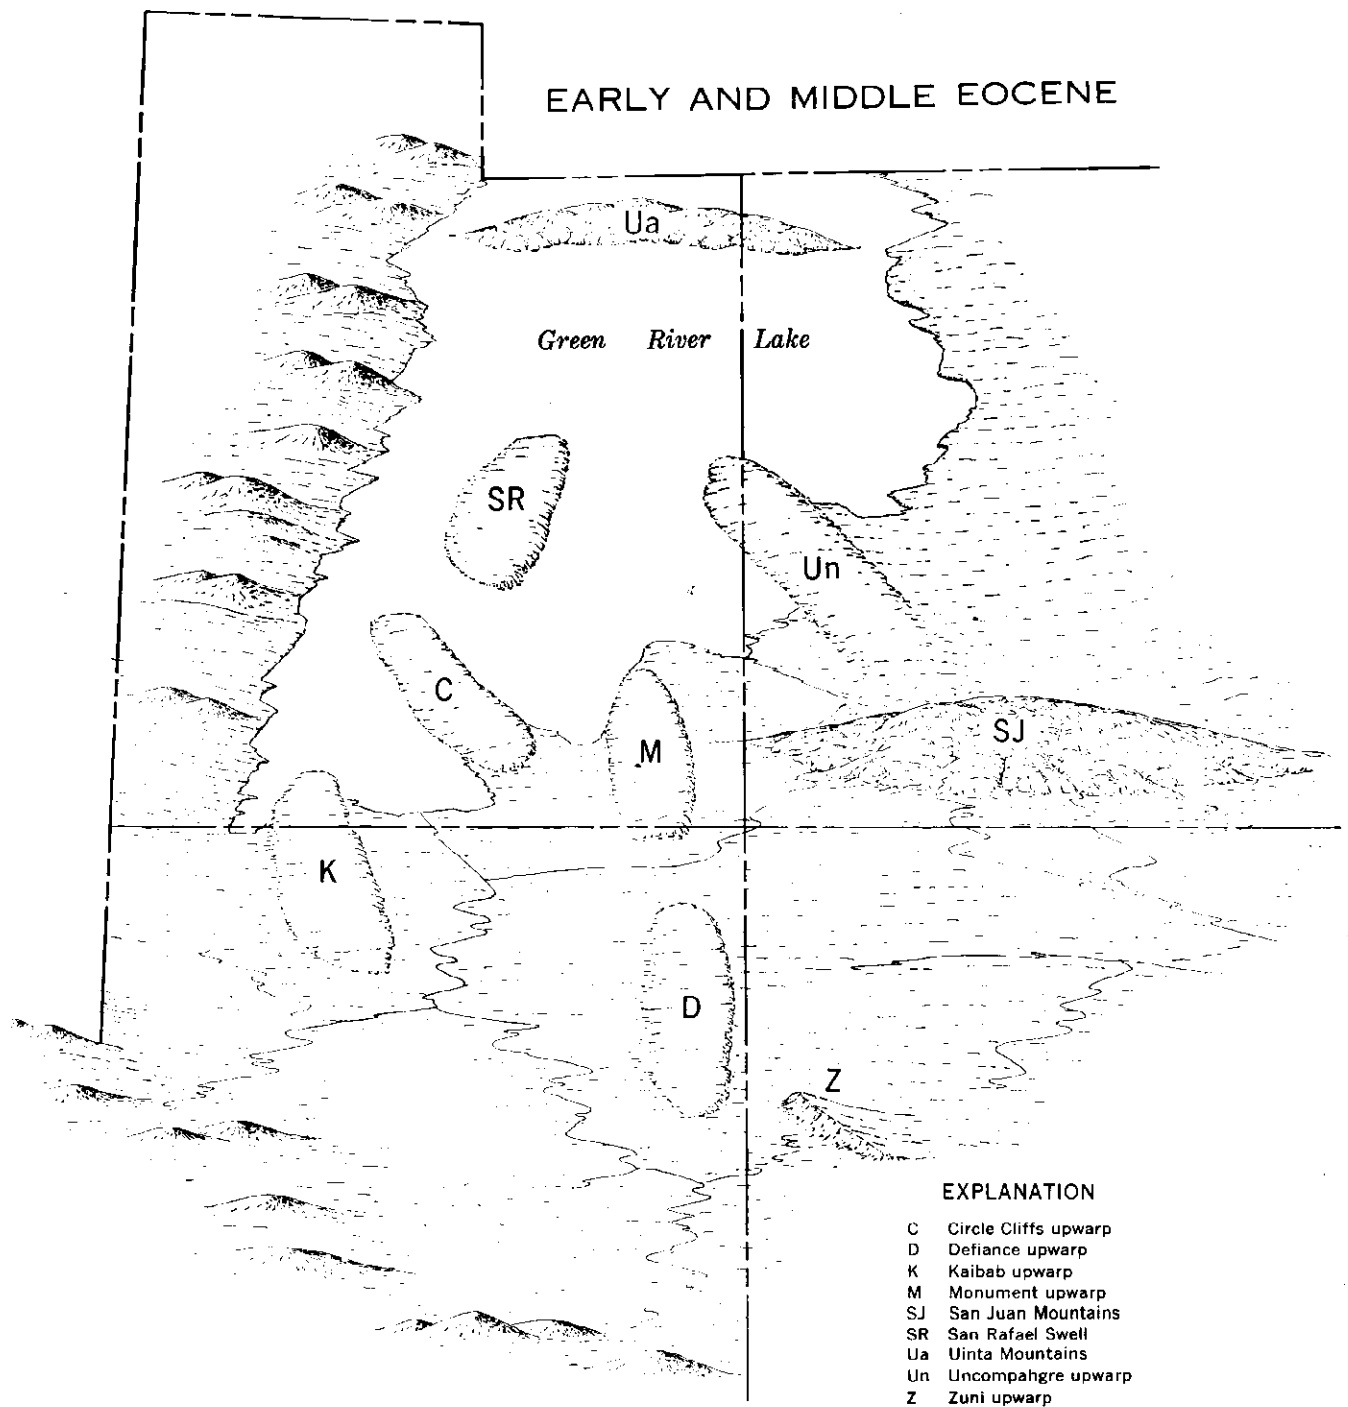 EARLY AND MIDDLE EOCENE
Ua
Green River Lake
SR
Un
C
SJ
M
K
D
Z
EXPLANATION
C Circle Cliffs upwarp
D Defiance upwarp
K Kaibab upwarp
M Monument upwarp
SJ San Juan Mountains
SR San Rafael Swell
Ua Uinta Mountains
Un Uncompahgre upwarp
Z Zuni upwarp